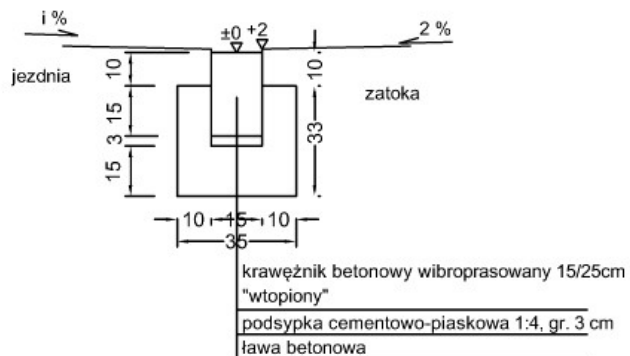 i %
±0 +2
2 %
jezdnia
10
10
zatoka
15
33
3
15
10 15 10
35
krawężnik betonowy wibroprasowany 15/25cm
"wtopiony"
podsypka cementowo-piaskowa 1:4, gr. 3 cm
ława betonowa